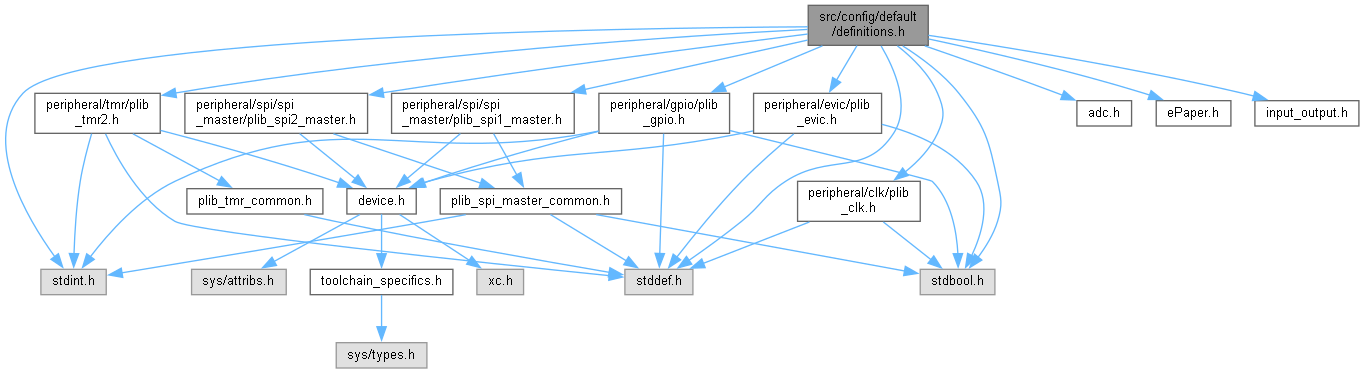 src/config/default
/definitions.h
peripheral/tmr/plib
_tmr2.h
peripheral/spi/spi
_master/plib_spi2_master.h
peripheral/spi/spi
_master/plib_spi1_master.h
peripheral/gpio/plib
_gpio.h
peripheral/evic/plib
_evic.h
adc.h
ePaper.h
input_output.h
plib_tmr_common.h
device.h
plib_spi_master_common.h
peripheral/clk/plib
_clk.h
stdint.h
sys/attribs.h
toolchain_specifics.h
xc.h
stddef.h
stdbool.h
sys/types.h